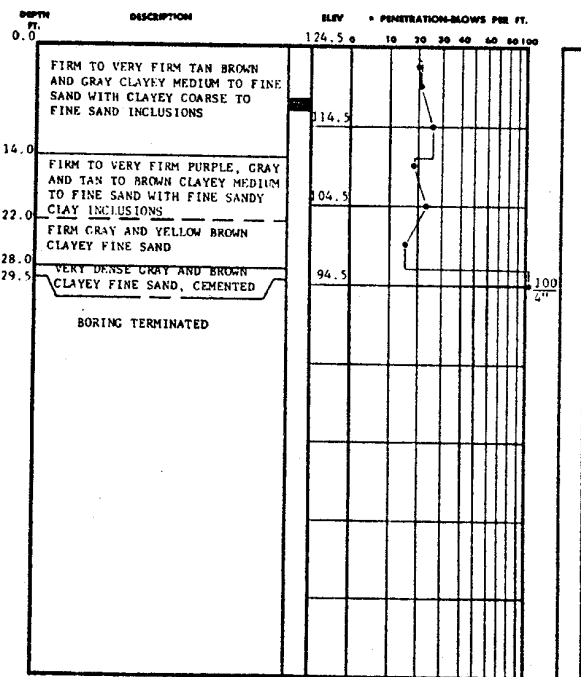 DEPTH FT. DESCRIPTION ELEV • PENETRATION-BLOWS PER FT.
0.0 124.5 0 10 20 30 40 60 80 100
FIRM TO VERY FIRM TAN BROWN
AND GRAY CLAYEY MEDIUM TO FINE
SAND WITH CLAYEY COARSE TO
FINE SAND INCLUSIONS
114.5
14.0
FIRM TO VERY FIRM PURPLE, GRAY
AND TAN TO BROWN CLAYEY MEDIUM
TO FINE SAND WITH FINE SANDY
CLAY INCLUSIONS
104.5
22.0
FIRM GRAY AND YELLOW BROWN
CLAYEY FINE SAND
28.0
VERY DENSE GRAY AND BROWN
29.5
CLAYEY FINE SAND, CEMENTED
94.5
100
4"
BORING TERMINATED